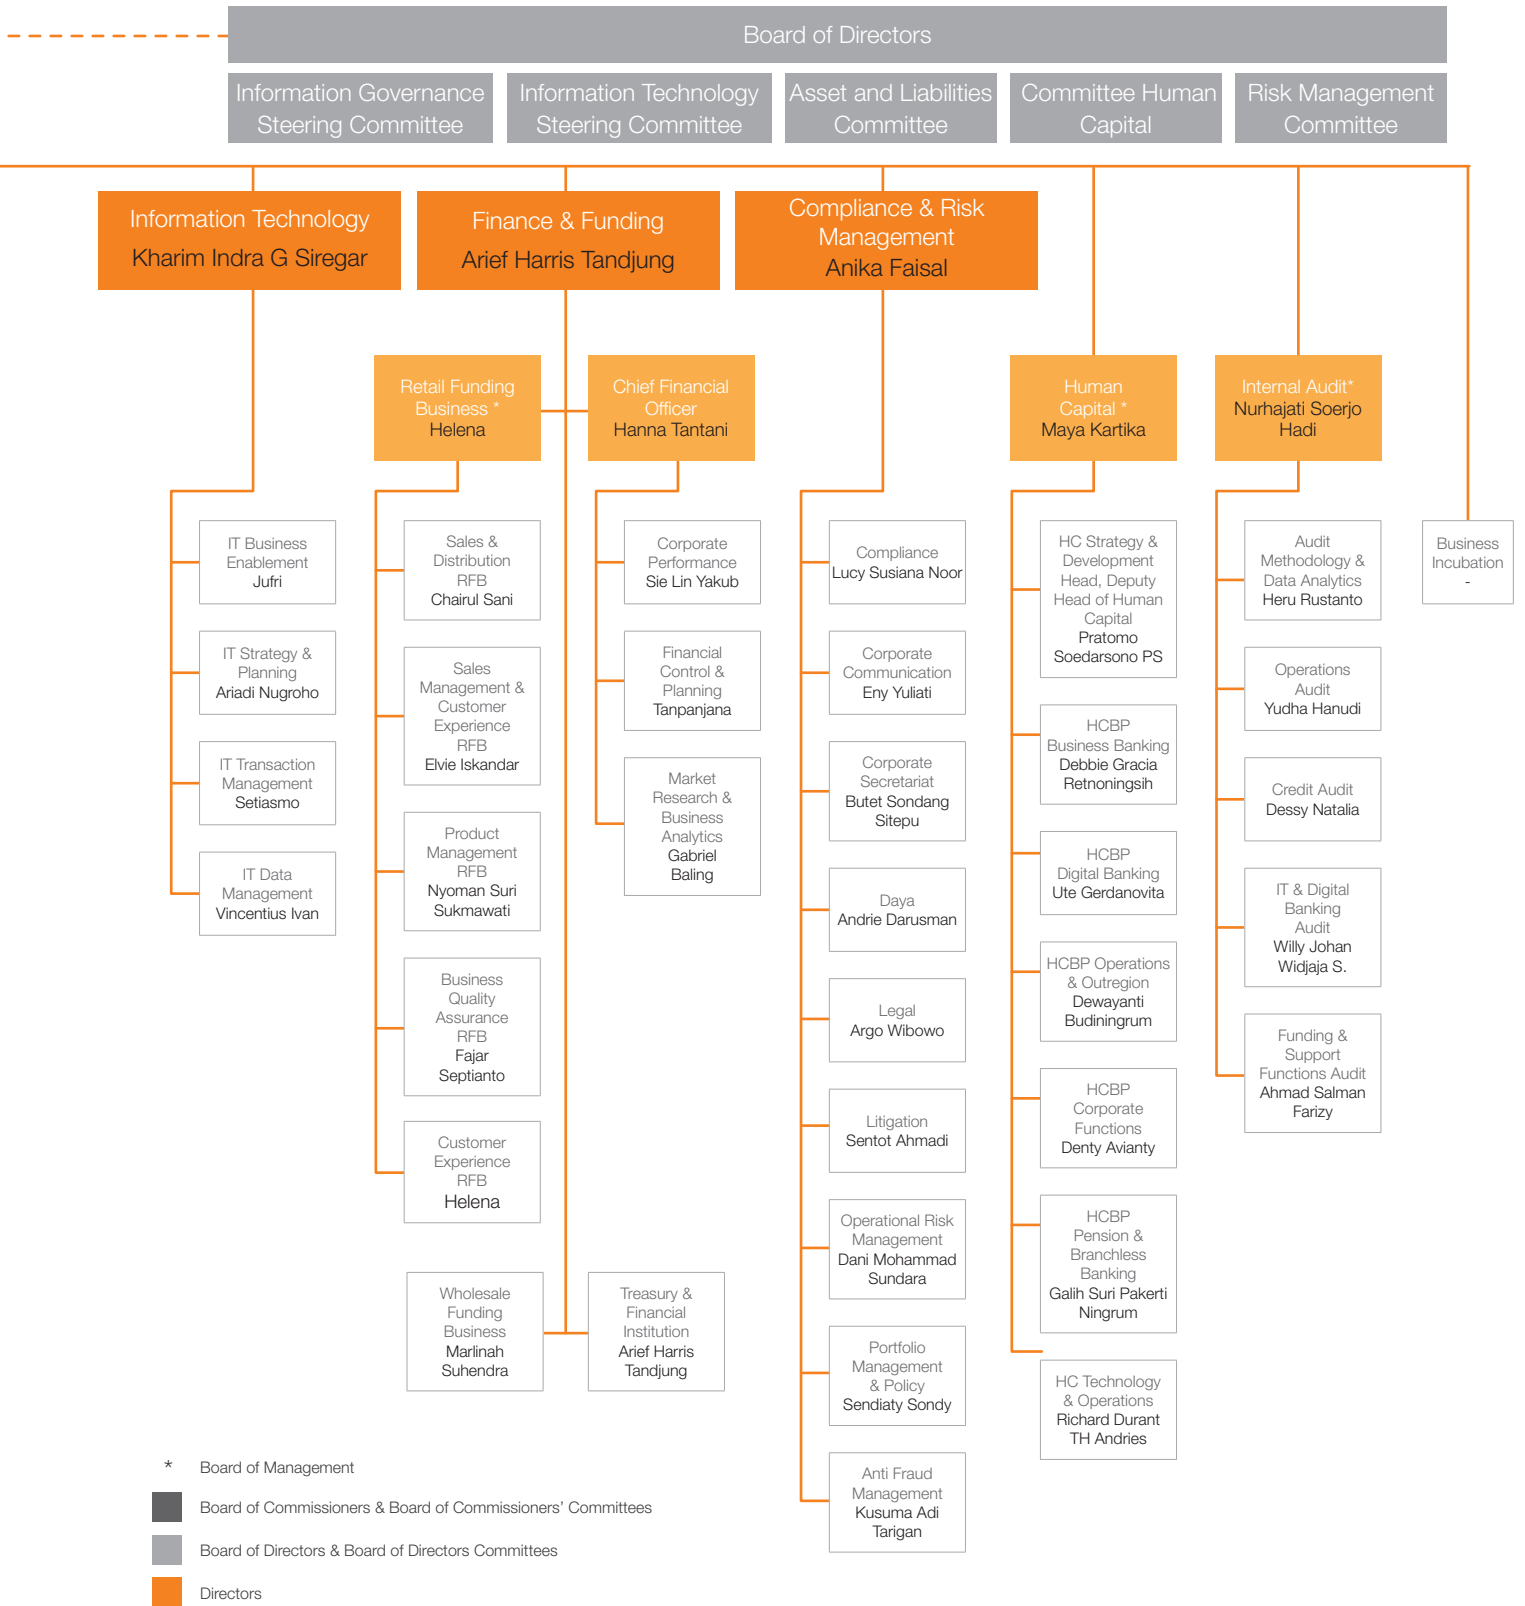 Board of Directors
Information Governance
Steering Committee
Information Technology
Steering Committee
Asset and Liabilities
Committee
Committee Human
Capital
Risk Management
Committee
Information Technology
Kharim Indra G Siregar
Finance & Funding
Arief Harris Tandjung
Compliance & Risk
Management
Anika Faisal
Retail Funding
Business *
Helena
Chief Financial
Officer
Hanna Tantani
Human
Capital *
Maya Kartika
Internal Audit*
Nurhajati Soerjo
Hadi
IT Business
Enablement
Jufri
IT Strategy &
Planning
Ariadi Nugroho
IT Transaction
Management
Setiasmo
IT Data
Management
Vincentius Ivan
Sales &
Distribution
RFB
Chairul Sani
Sales
Management &
Customer
Experience
RFB
Elvie Iskandar
Product
Management
RFB
Nyoman Suri
Sukmawati
Business
Quality
Assurance
RFB
Fajar
Septianto
Customer
Experience
RFB
Helena
Wholesale
Funding
Business
Marlinah
Suhendra
Treasury &
Financial
Institution
Arief Harris
Tandjung
Corporate
Performance
Sie Lin Yakub
Financial
Control &
Planning
Tanpanjana
Market
Research &
Business
Analytics
Gabriel
Baling
Compliance
Lucy Susiana Noor
Corporate
Communication
Eny Yuliati
Corporate
Secretariat
Butet Sondang
Sitepu
Daya
Andrie Darusman
Legal
Argo Wibowo
Litigation
Sentot Ahmadi
Operational Risk
Management
Dani Mohammad
Sundara
Portfolio
Management
& Policy
Sendiaty Sondy
Anti Fraud
Management
Kusuma Adi
Tarigan
HC Strategy &
Development
Head, Deputy
Head of Human
Capital
Pratomo
Soedarsono PS
HCBP
Business Banking
Debbie Gracia
Retnoningsih
HCBP
Digital Banking
Ute Gerdanovita
HCBP Operations
& Outregion
Dewayanti
Budiningrum
HCBP
Corporate
Functions
Denty Avianty
HCBP
Pension &
Branchless
Banking
Galih Suri Pakerti
Ningrum
HC Technology
& Operations
Richard Durant
TH Andries
Audit
Methodology &
Data Analytics
Heru Rustanto
Operations
Audit
Yudha Hanudi
Credit Audit
Dessy Natalia
IT & Digital
Banking
Audit
Willy Johan
Widjaja S.
Funding &
Support
Functions Audit
Ahmad Salman
Farizy
Business
Incubation
-
* Board of Management
Board of Commissioners & Board of Commissioners' Committees
Board of Directors & Board of Directors Committees
Directors